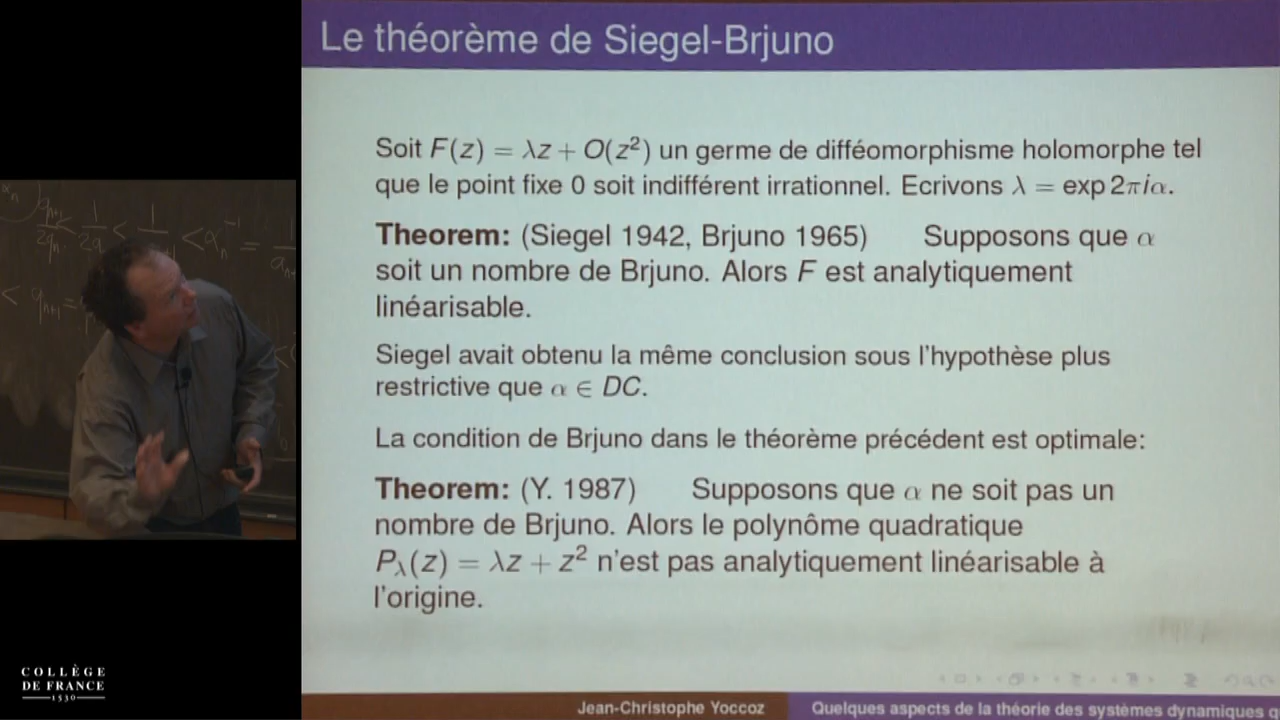 Le théorème de Siegel-Brjuno
Soit F(z) = λz + O(z²) un germe de difféomorphisme holomorphe tel
que le point fixe 0 soit indifférent irrationnel. Ecrivons λ = exp 2πiα.
Theorem: (Siegel 1942, Brjuno 1965) Supposons que α
soit un nombre de Brjuno. Alors F est analytiquement
linéarisable.
Siegel avait obtenu la même conclusion sous l'hypothèse plus
restrictive que α ∈ DC.
La condition de Brjuno dans le théorème précédent est optimale:
Theorem: (Y. 1987) Supposons que α ne soit pas un
nombre de Brjuno. Alors le polynôme quadratique
P_λ(z) = λz + z² n'est pas analytiquement linéarisable à
l'origine.
Jean-Christophe Yoccoz
Quelques aspects de la théorie des systèmes dynamiques q
COLLÈGE
DE FRANCE
1530